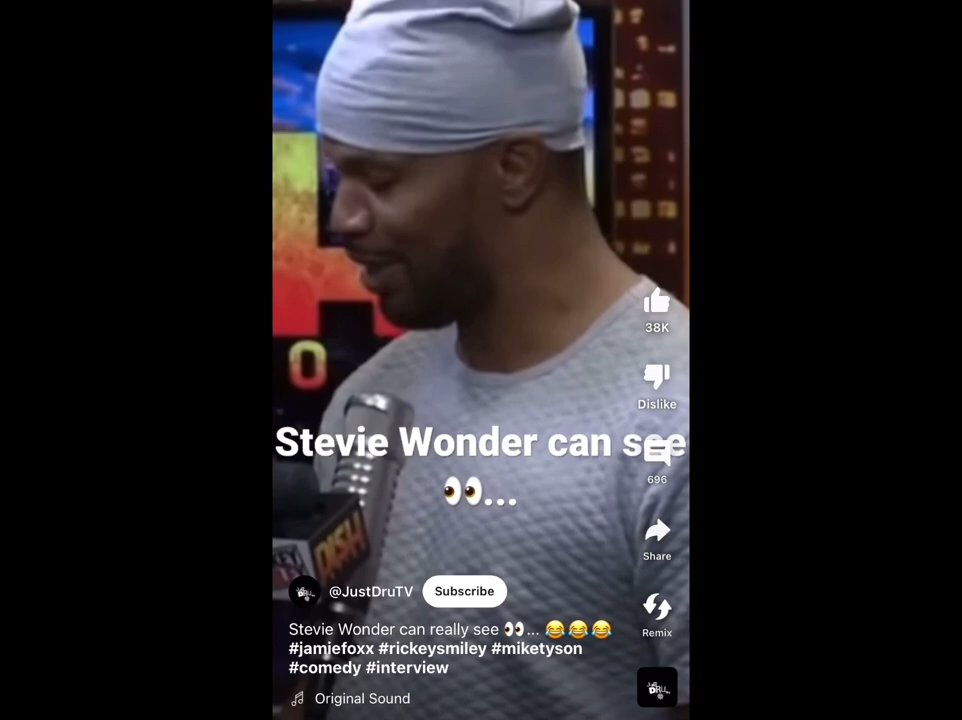 O
38K
Dislike
Stevie Wonder can see
👀...
696
DISH
Share
@JustDruTV
Subscribe
Stevie Wonder can really see 👀... 😂😂😂
#jamiefoxx #rickeysmiley #miketyson
#comedy #interview
Remix
Original Sound